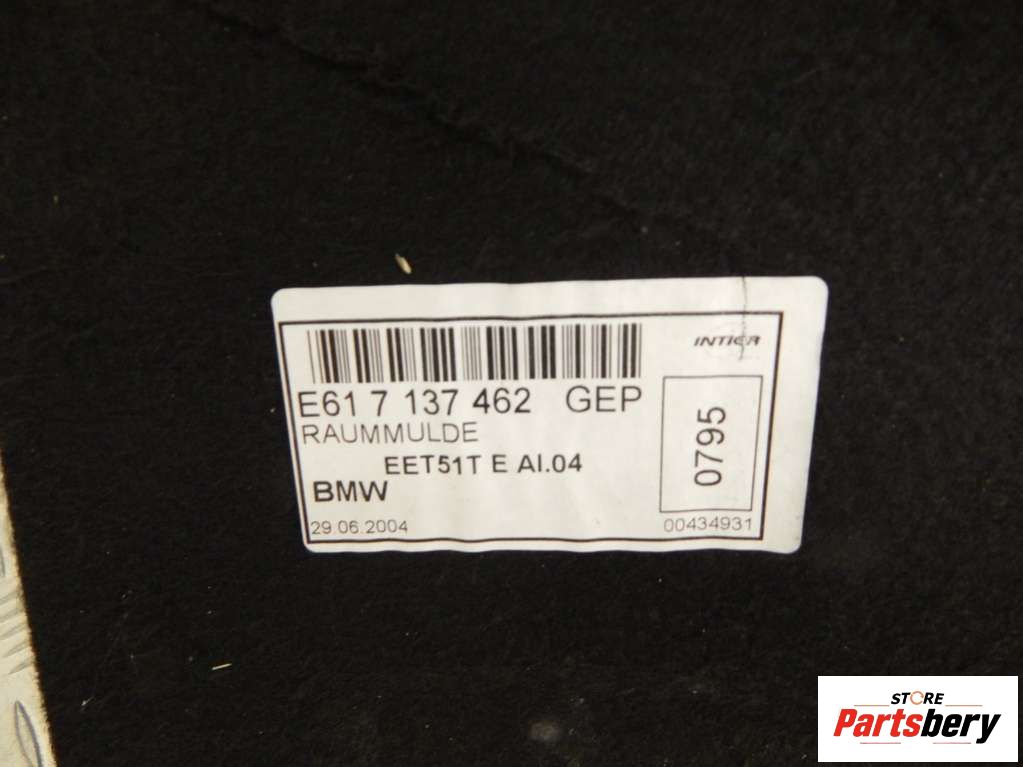 INTIER
E61 7 137 462 GEP
RAUMMULDE
EET51T E AI.04
BMW
0795
29.06.2004
00434931
STORE
Partsbery